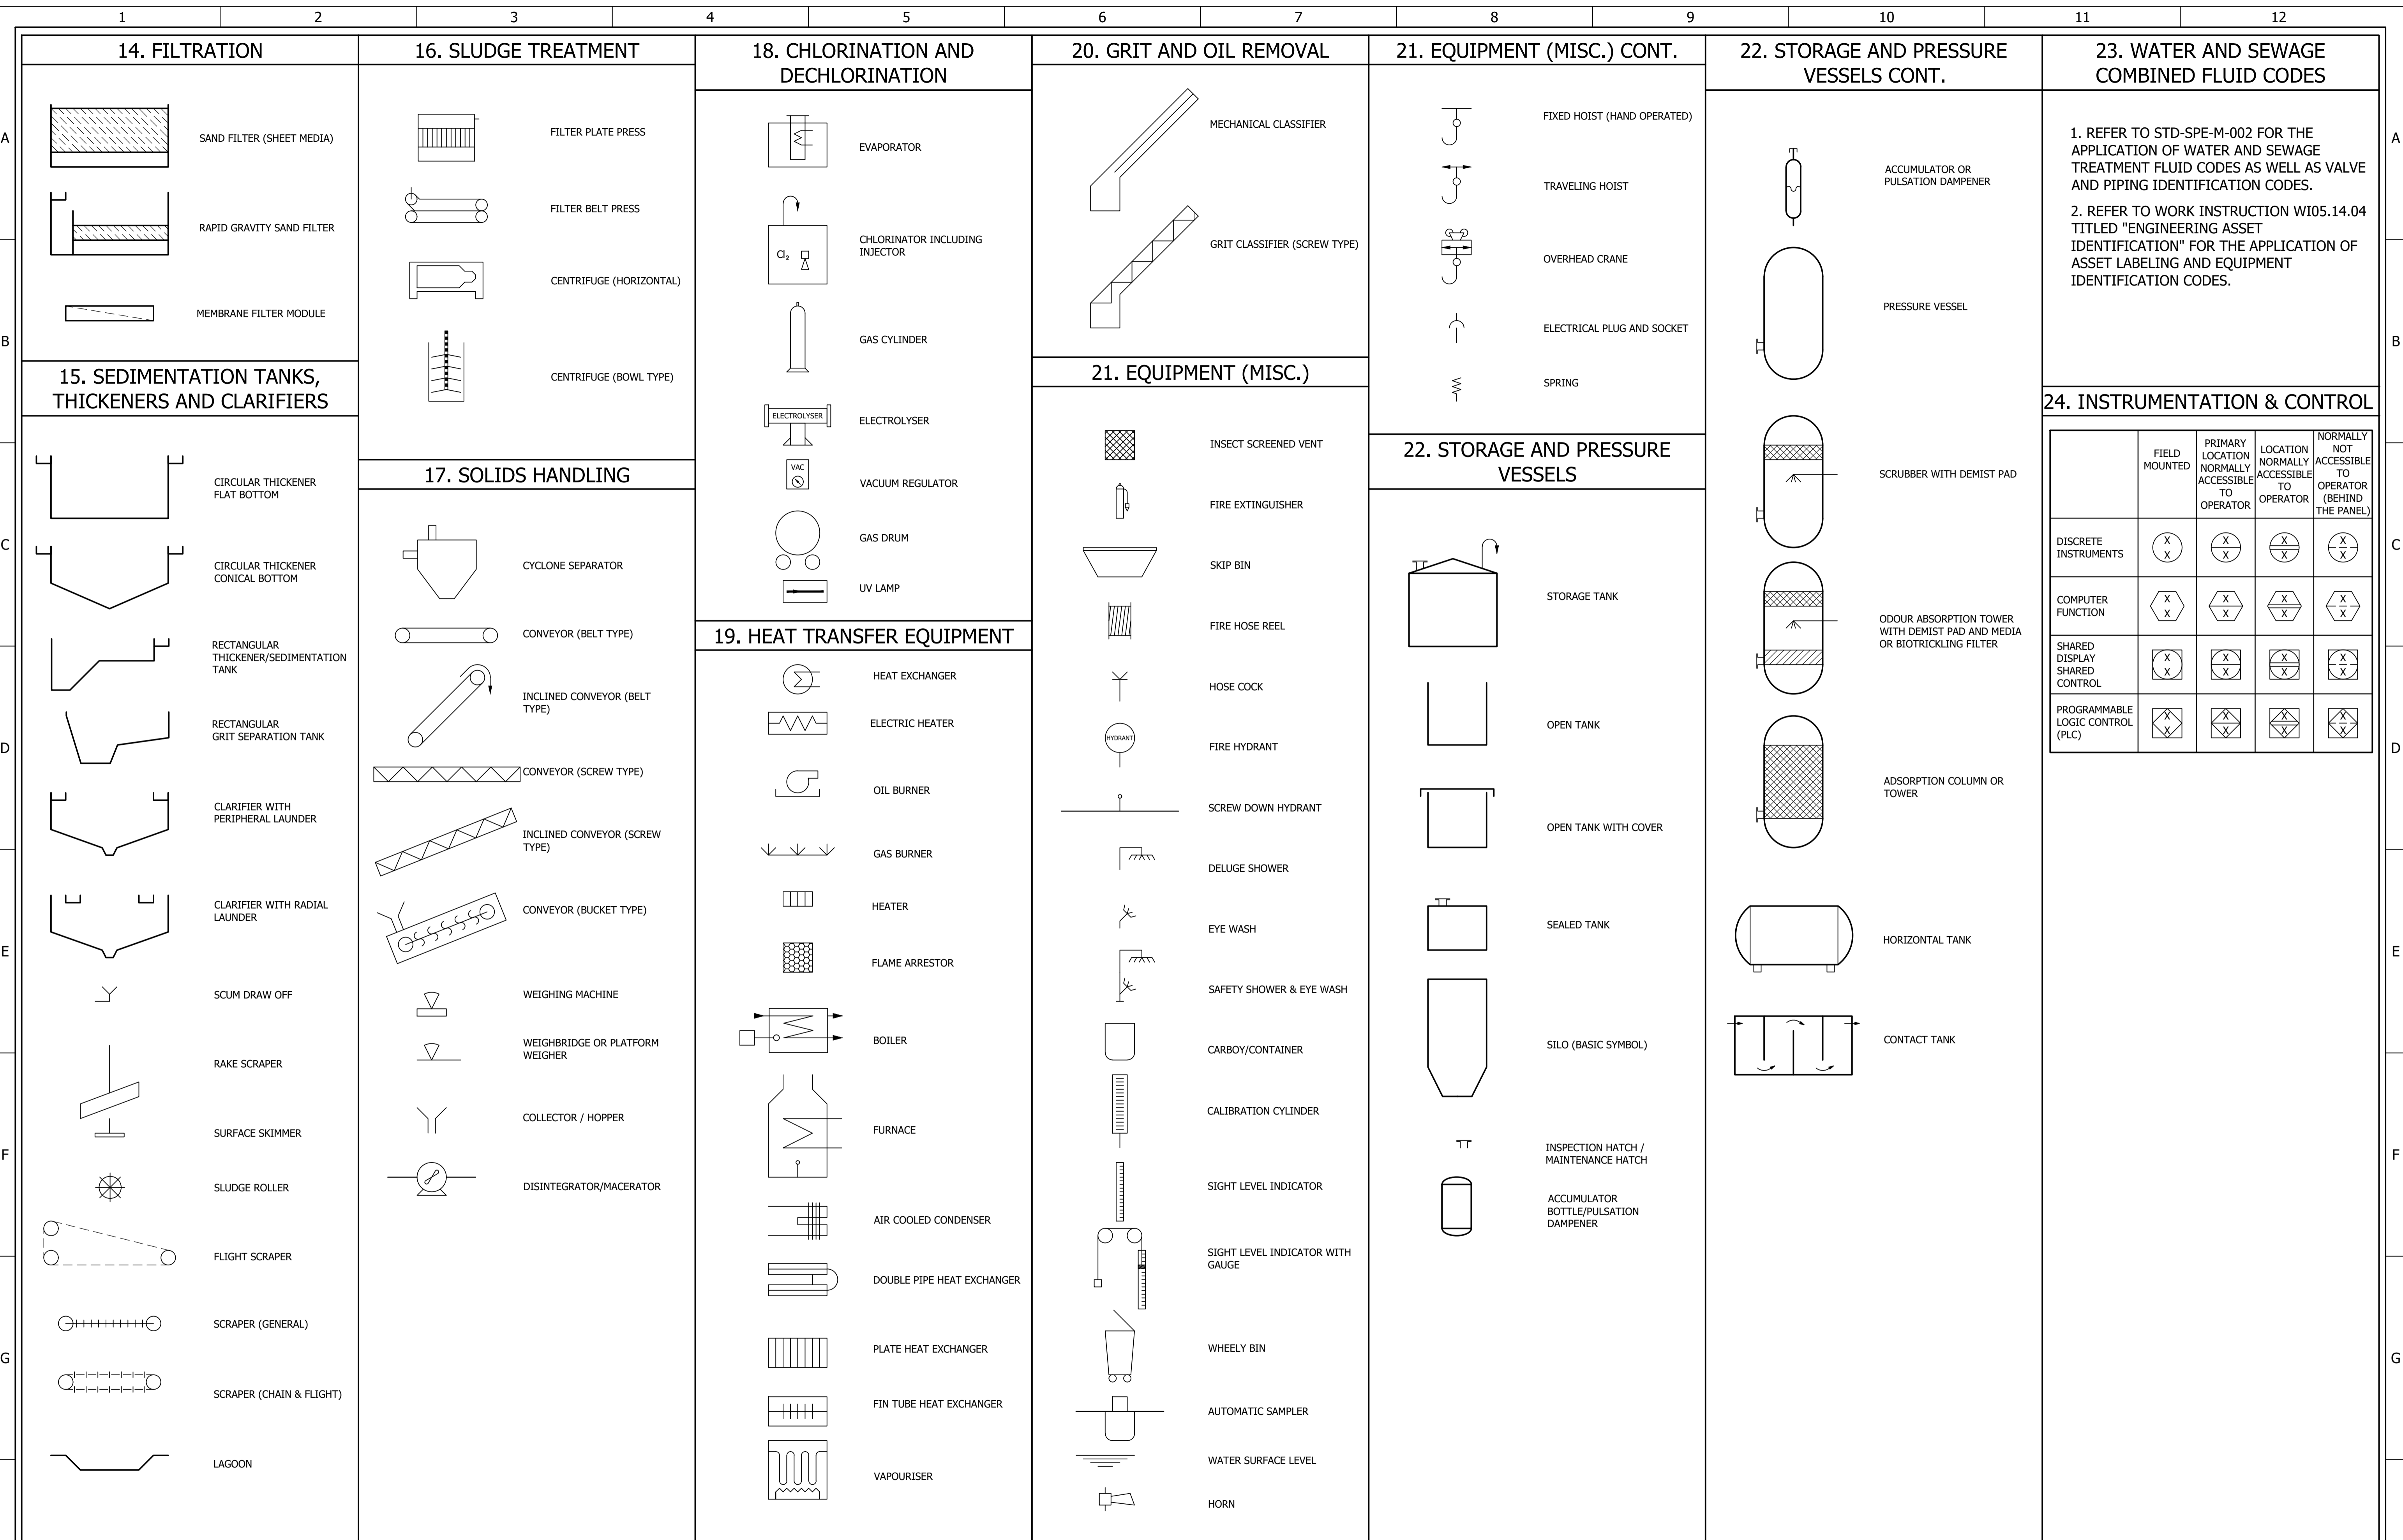 1 2 3 4 5 6 7 8 9 10 11 12
14. FILTRATION
A
SAND FILTER (SHEET MEDIA)
RAPID GRAVITY SAND FILTER
MEMBRANE FILTER MODULE
B
15. SEDIMENTATION TANKS,
THICKENERS AND CLARIFIERS
CIRCULAR THICKENER
FLAT BOTTOM
C
CIRCULAR THICKENER
CONICAL BOTTOM
RECTANGULAR
THICKENER/SEDIMENTATION
TANK
RECTANGULAR
GRIT SEPARATION TANK
D
CLARIFIER WITH
PERIPHERAL LAUNDER
CLARIFIER WITH RADIAL
LAUNDER
E
SCUM DRAW OFF
RAKE SCRAPER
SURFACE SKIMMER
F
SLUDGE ROLLER
FLIGHT SCRAPER
SCRAPER (GENERAL)
G
SCRAPER (CHAIN & FLIGHT)
LAGOON
16. SLUDGE TREATMENT
FILTER PLATE PRESS
FILTER BELT PRESS
CENTRIFUGE (HORIZONTAL)
CENTRIFUGE (BOWL TYPE)
17. SOLIDS HANDLING
CYCLONE SEPARATOR
CONVEYOR (BELT TYPE)
INCLINED CONVEYOR (BELT
TYPE)
CONVEYOR (SCREW TYPE)
INCLINED CONVEYOR (SCREW
TYPE)
CONVEYOR (BUCKET TYPE)
WEIGHING MACHINE
WEIGHBRIDGE OR PLATFORM
WEIGHER
COLLECTOR / HOPPER
DISINTEGRATOR/MACERATOR
18. CHLORINATION AND
DECHLORINATION
EVAPORATOR
Cl₂
CHLORINATOR INCLUDING
INJECTOR
GAS CYLINDER
ELECTROLYSER
ELECTROLYSER
VAC
VACUUM REGULATOR
GAS DRUM
UV LAMP
19. HEAT TRANSFER EQUIPMENT
HEAT EXCHANGER
ELECTRIC HEATER
OIL BURNER
GAS BURNER
HEATER
FLAME ARRESTOR
BOILER
FURNACE
AIR COOLED CONDENSER
DOUBLE PIPE HEAT EXCHANGER
PLATE HEAT EXCHANGER
FIN TUBE HEAT EXCHANGER
VAPOURISER
20. GRIT AND OIL REMOVAL
MECHANICAL CLASSIFIER
GRIT CLASSIFIER (SCREW TYPE)
21. EQUIPMENT (MISC.)
INSECT SCREENED VENT
FIRE EXTINGUISHER
SKIP BIN
FIRE HOSE REEL
HOSE COCK
HYDRANT
FIRE HYDRANT
SCREW DOWN HYDRANT
DELUGE SHOWER
EYE WASH
SAFETY SHOWER & EYE WASH
CARBOY/CONTAINER
CALIBRATION CYLINDER
SIGHT LEVEL INDICATOR
SIGHT LEVEL INDICATOR WITH
GAUGE
WHEELY BIN
AUTOMATIC SAMPLER
WATER SURFACE LEVEL
HORN
21. EQUIPMENT (MISC.) CONT.
FIXED HOIST (HAND OPERATED)
TRAVELING HOIST
OVERHEAD CRANE
ELECTRICAL PLUG AND SOCKET
SPRING
22. STORAGE AND PRESSURE
VESSELS
STORAGE TANK
OPEN TANK
OPEN TANK WITH COVER
SEALED TANK
SILO (BASIC SYMBOL)
INSPECTION HATCH /
MAINTENANCE HATCH
ACCUMULATOR
BOTTLE/PULSATION
DAMPENER
22. STORAGE AND PRESSURE
VESSELS CONT.
ACCUMULATOR OR
PULSATION DAMPENER
PRESSURE VESSEL
SCRUBBER WITH DEMIST PAD
ODOUR ABSORPTION TOWER
WITH DEMIST PAD AND MEDIA
OR BIOTRICKLING FILTER
ADSORPTION COLUMN OR
TOWER
HORIZONTAL TANK
CONTACT TANK
23. WATER AND SEWAGE
COMBINED FLUID CODES
1. REFER TO STD-SPE-M-002 FOR THE
APPLICATION OF WATER AND SEWAGE
TREATMENT FLUID CODES AS WELL AS VALVE
AND PIPING IDENTIFICATION CODES.
2. REFER TO WORK INSTRUCTION WI05.14.04
TITLED "ENGINEERING ASSET
IDENTIFICATION" FOR THE APPLICATION OF
ASSET LABELING AND EQUIPMENT
IDENTIFICATION CODES.
24. INSTRUMENTATION & CONTROL
FIELD
MOUNTED
PRIMARY
LOCATION
NORMALLY
ACCESSIBLE
TO
OPERATOR
LOCATION
NORMALLY
ACCESSIBLE
TO
OPERATOR
NORMALLY
NOT
ACCESSIBLE
TO
OPERATOR
(BEHIND
THE PANEL)
DISCRETE
INSTRUMENTS
X X X X
X X X X
COMPUTER
FUNCTION
X X X X
X X X X
SHARED
DISPLAY
SHARED
CONTROL
X X X X
X X X X
PROGRAMMABLE
LOGIC CONTROL
(PLC)
X X X X
X X X X
A
B
C
D
E
F
G